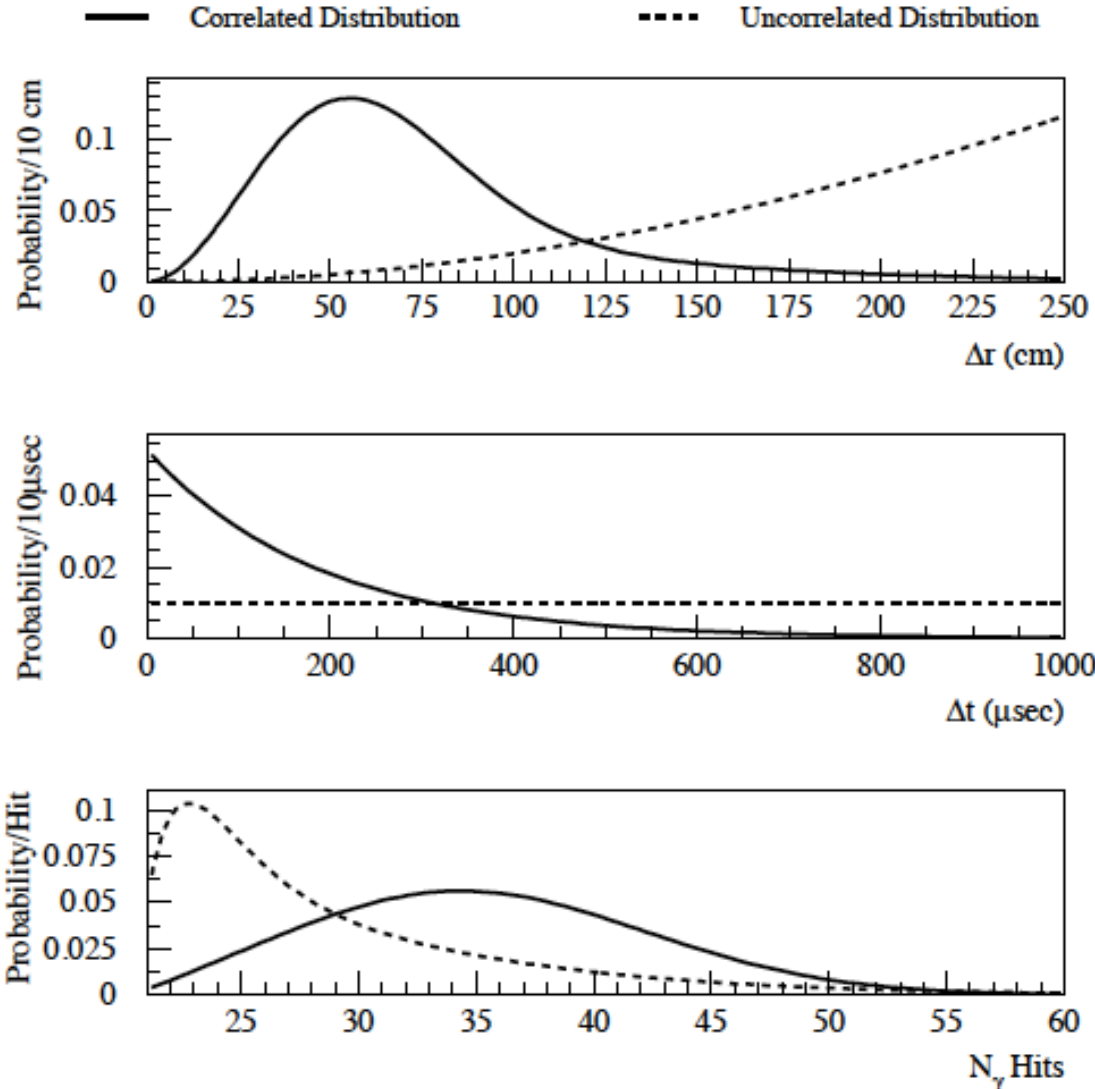 Correlated Distribution Uncorrelated Distribution
Probability/10 cm
0.1
0.05
0
0 25 50 75 100 125 150 175 200 225 250
Δr (cm)
Probability/10μsec
0.04
0.02
0
0 200 400 600 800 1000
Δt (μsec)
Probability/Hit
0.1
0.075
0.05
0.025
0
25 30 35 40 45 50 55 60
Nγ Hits